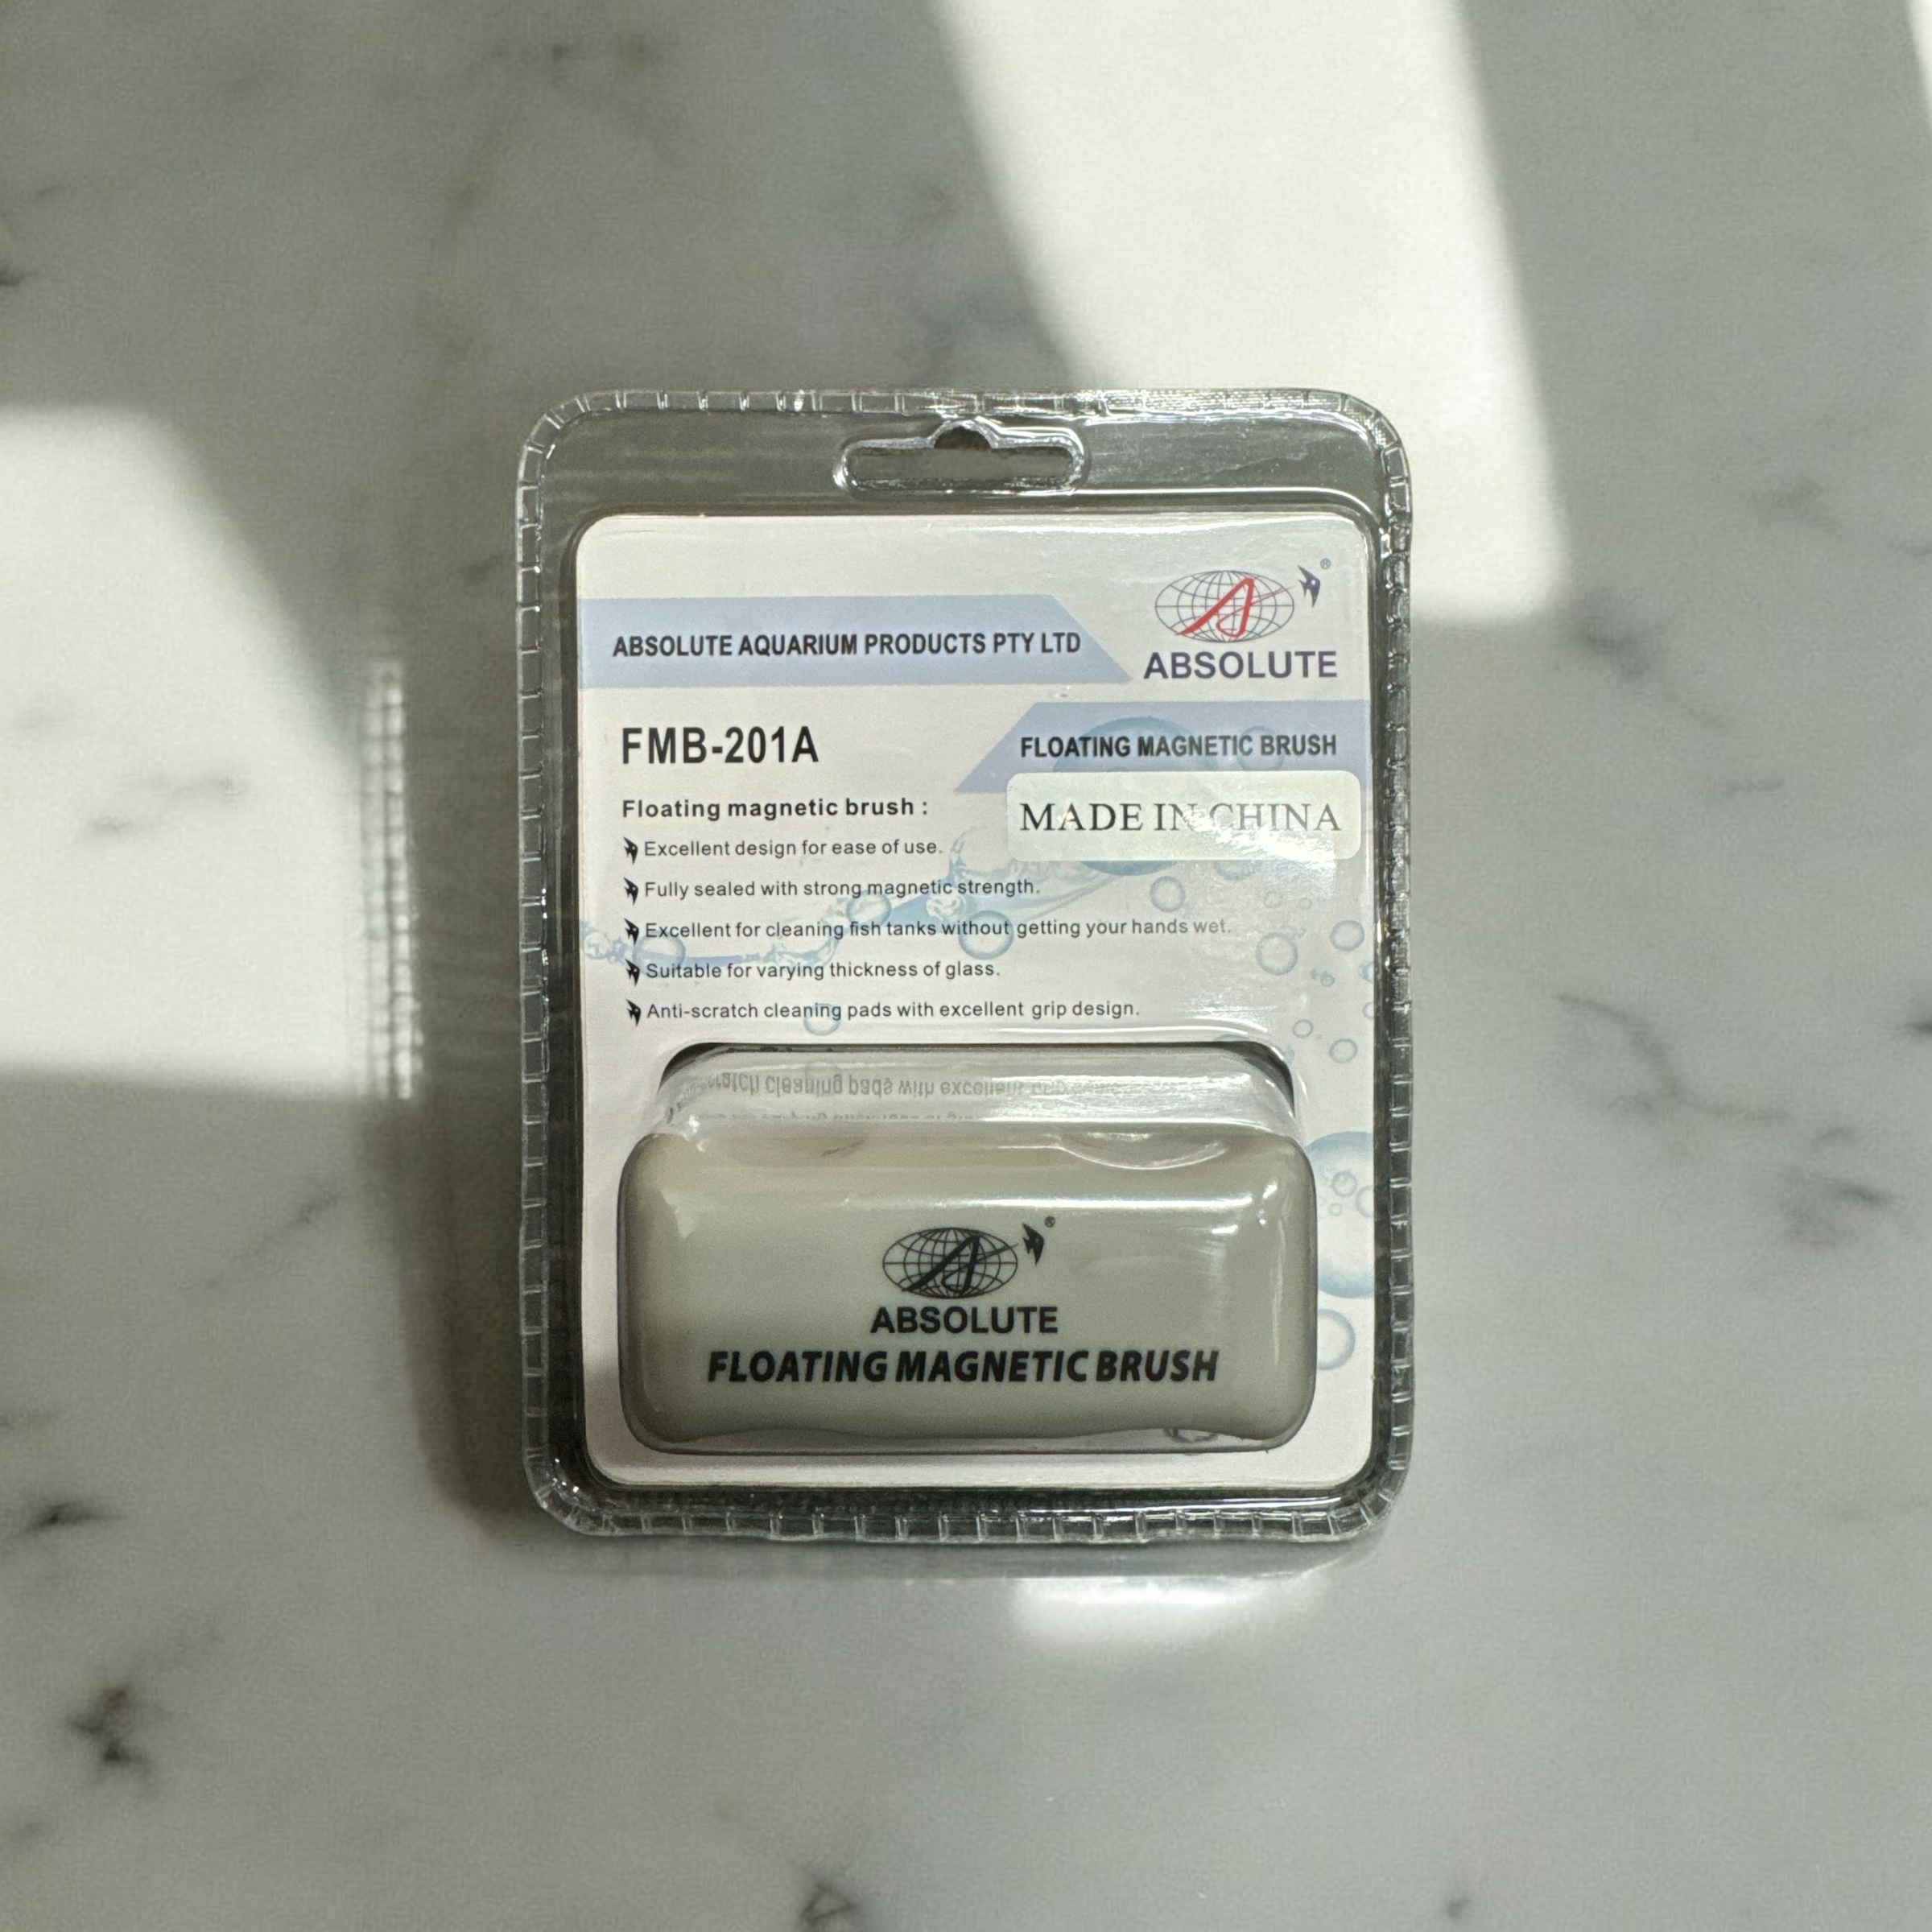 ABSOLUTE AQUARIUM PRODUCTS PTY LTD
®
ABSOLUTE
FMB-201A
FLOATING MAGNETIC BRUSH
MADE IN CHINA
Floating magnetic brush :
Excellent design for ease of use.
Fully sealed with strong magnetic strength.
Excellent for cleaning fish tanks without getting your hands wet.
Suitable for varying thickness of glass.
Anti-scratch cleaning pads with excellent grip design.
®
ABSOLUTE
FLOATING MAGNETIC BRUSH